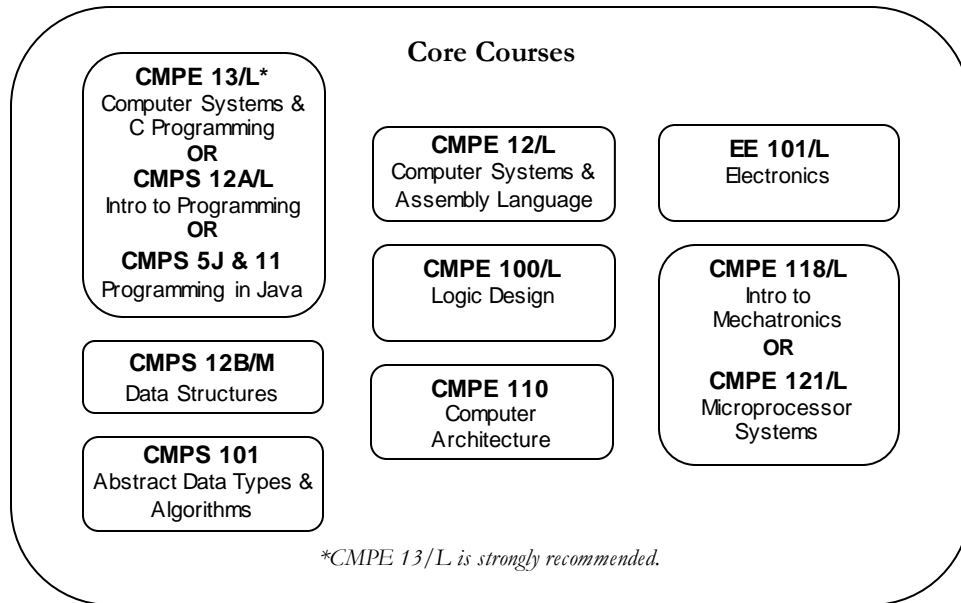 Core Courses
CMPE 13/L*
Computer Systems &
C Programming
OR
CMPS 12A/L
Intro to Programming
OR
CMPS 5J & 11
Programming in Java
CMPS 12B/M
Data Structures
CMPS 101
Abstract Data Types &
Algorithms
CMPE 12/L
Computer Systems &
Assembly Language
CMPE 100/L
Logic Design
CMPE 110
Computer
Architecture
EE 101/L
Electronics
CMPE 118/L
Intro to
Mechatronics
OR
CMPE 121/L
Microprocessor
Systems
*CMPE 13/L is strongly recommended.